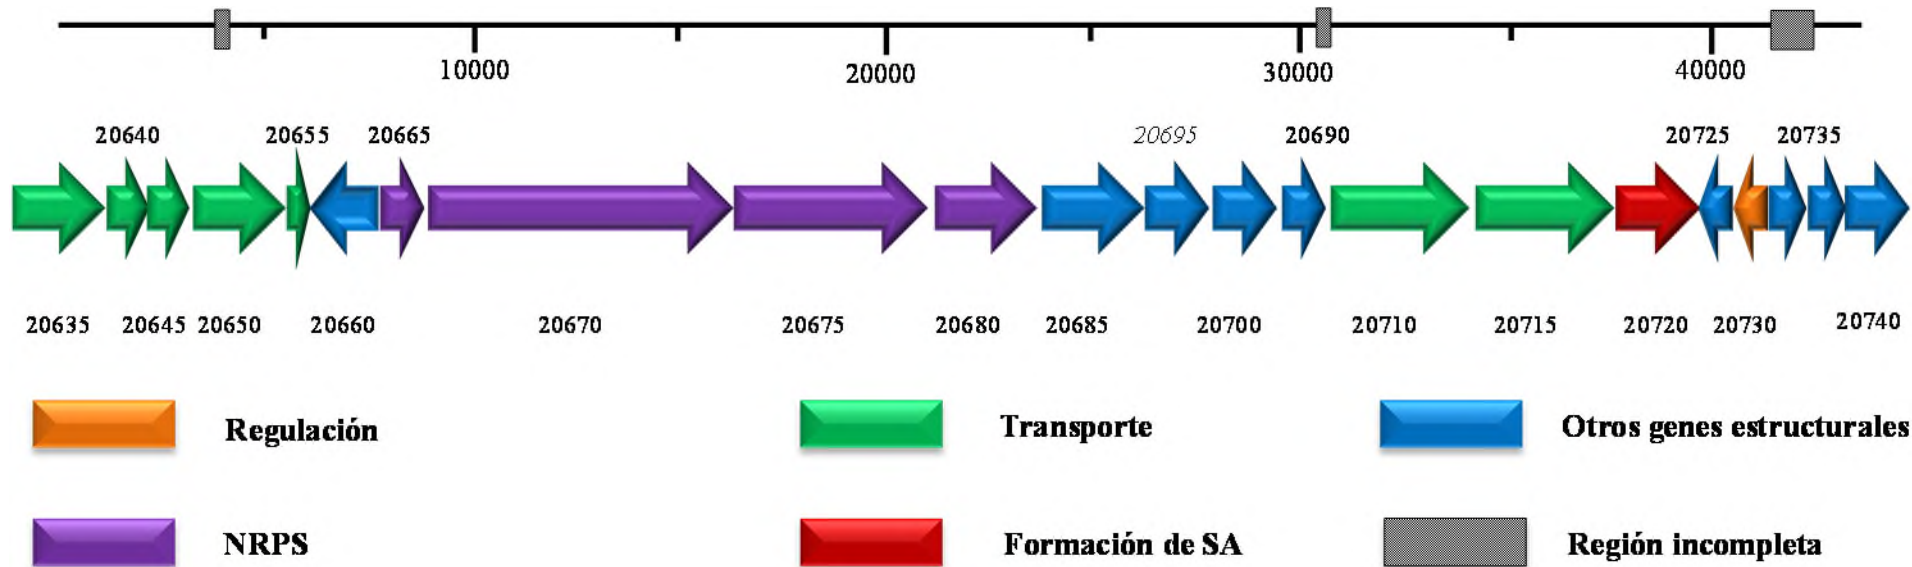 10000 20000 30000 40000
20640 20655 20665 20695 20690 20725 20735
20635 20645 20650 20660 20670 20675 20680 20685 20700 20710 20715 20720 20730 20740
Regulación Transporte Otros genes estructurales
NRPS Formación de SA Región incompleta